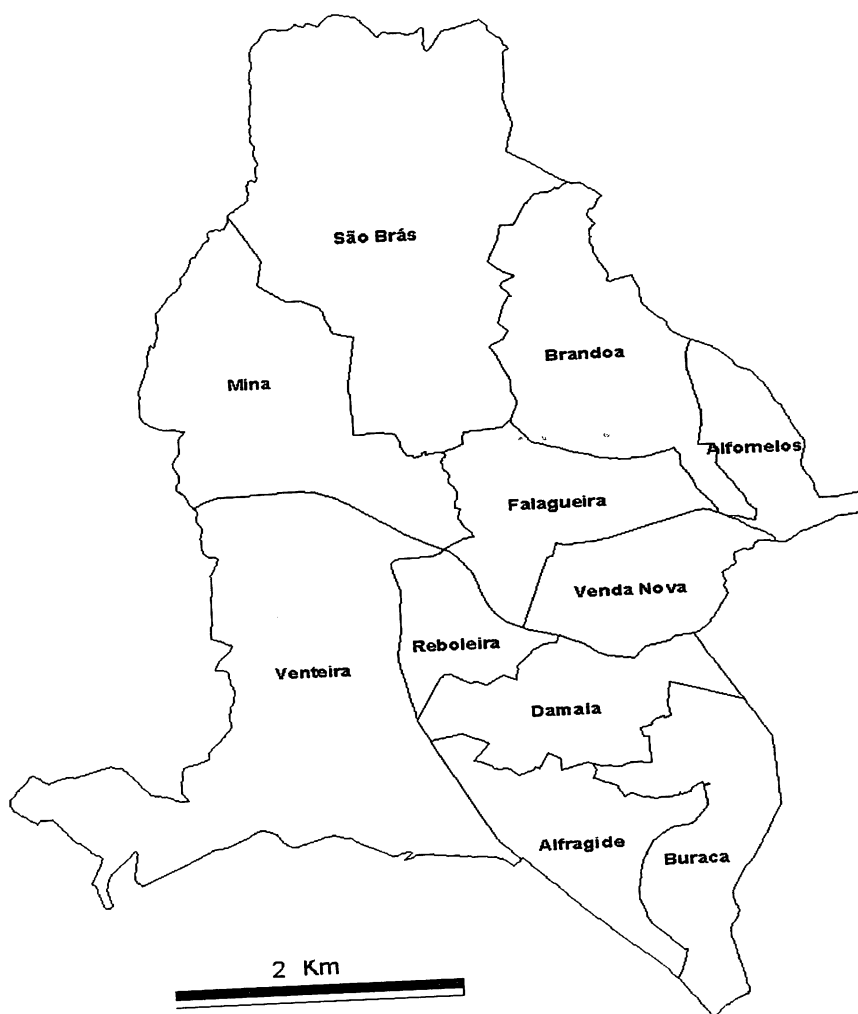 São Brás
Brandoa
Mina
Alfornelos
Falagueira
Venda Nova
Reboleira
Venteira
Damaia
Alfragide
Buraca
2 Km